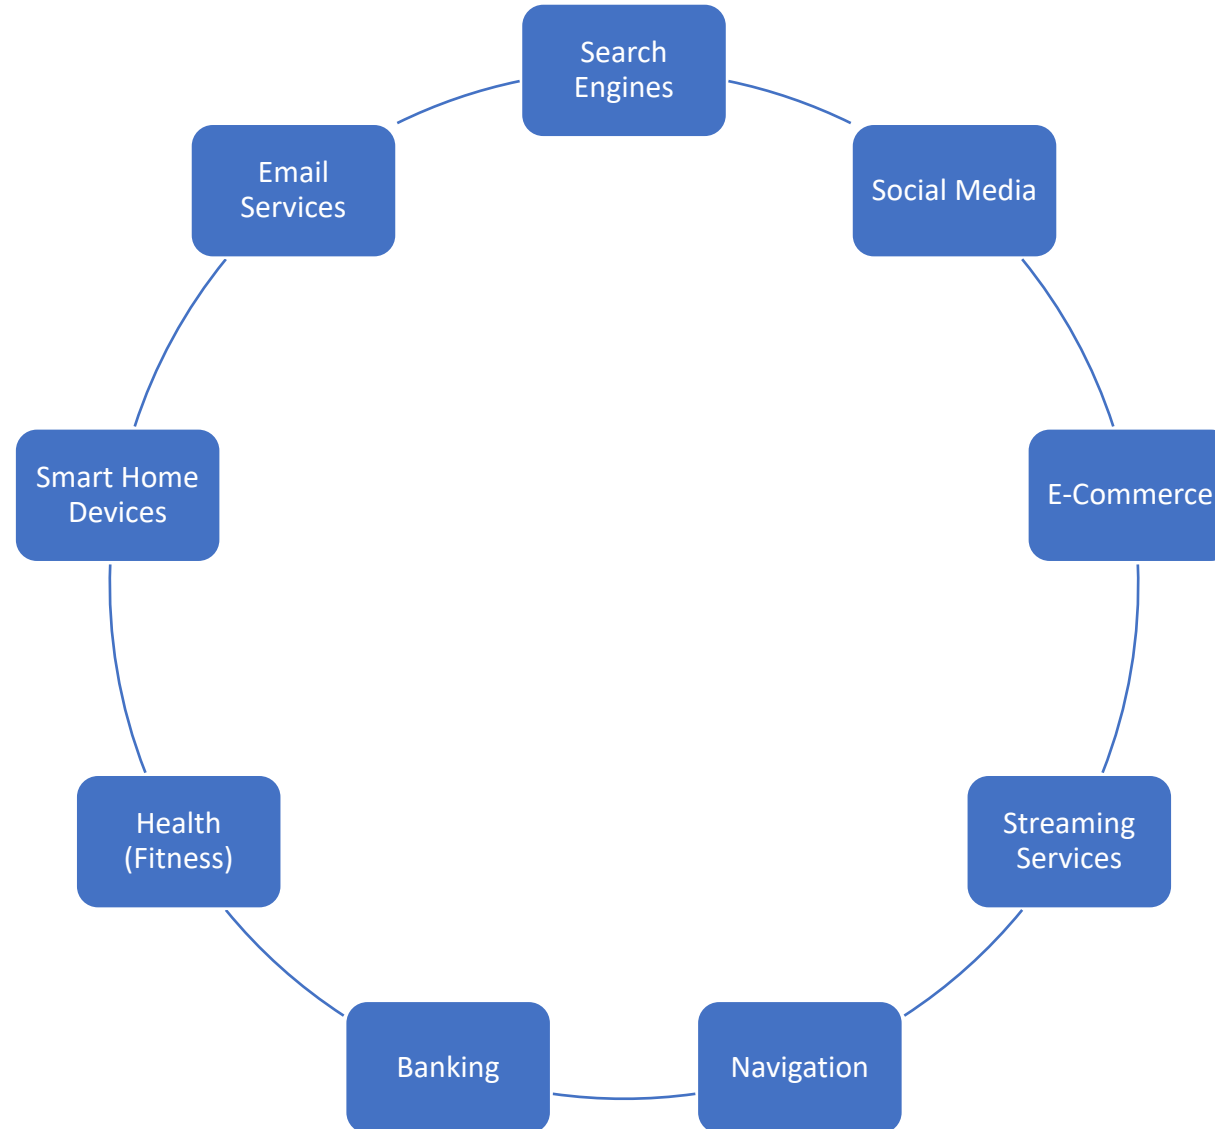 Search
Engines
Social Media
E-Commerce
Streaming
Services
Navigation
Banking
Health
(Fitness)
Smart Home
Devices
Email
Services